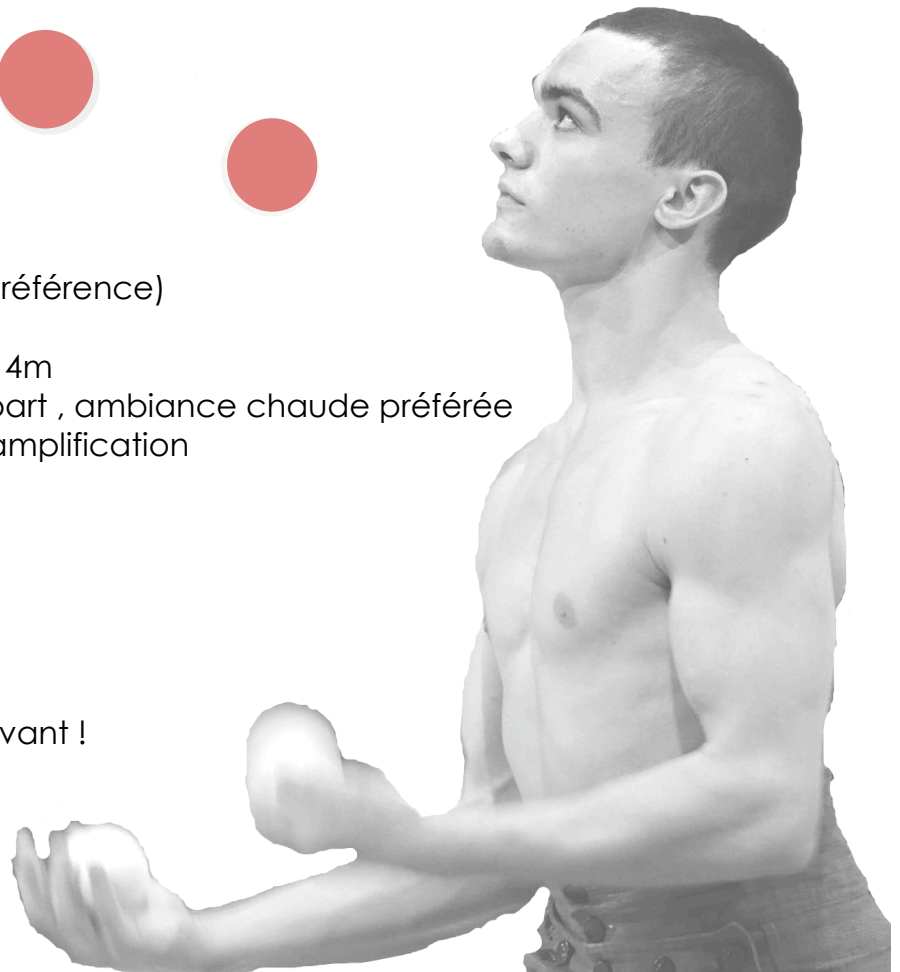 référence)
4m
part , ambiance chaude préférée
amplification
vant !